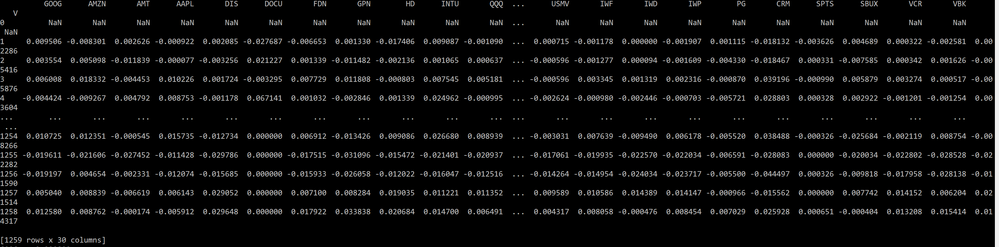 GOOG AMZN AMT AAPL DIS DOCU FDN GPN HD INTU QQQ ... USMV IWF IWD IWP PG CRM SPTS SBUX VCR VBK
V
0 NaN NaN NaN NaN NaN NaN NaN NaN NaN NaN NaN ... NaN NaN NaN NaN NaN NaN NaN NaN NaN NaN
NaN
1 0.009506 -0.008301 0.002626 -0.000922 0.002085 -0.027687 -0.006653 0.001330 -0.017406 0.009087 -0.001090 ... 0.000715 -0.001178 0.000000 -0.001907 0.001115 -0.018132 -0.003626 0.004689 0.000322 -0.002581 0.00
2286
2 0.003554 0.005098 -0.011839 -0.000077 -0.003256 0.021227 0.001339 -0.011482 -0.002136 0.001065 0.000637 ... -0.000596 -0.001277 0.000094 -0.001609 -0.004330 -0.018467 0.000331 -0.007585 0.000342 0.001626 -0.00
5416
3 0.006008 0.018332 -0.004453 0.010226 0.001724 -0.003295 0.007729 0.011808 -0.000803 0.007545 0.005181 ... -0.000596 0.003345 0.001319 0.002316 -0.000870 0.039196 -0.000990 0.005879 0.003274 0.000517 -0.00
5876
4 -0.004424 -0.009267 0.004792 0.008753 -0.001178 0.067141 0.001032 -0.002846 0.001339 0.024962 -0.000995 ... -0.002624 -0.000980 -0.002446 -0.000703 -0.005721 0.028803 0.000328 0.002922 -0.001201 -0.001254 0.00
3604
... ... ... ... ... ... ... ... ... ... ... ... ... ... ... ... ... ... ... ... ... ... ...
...
1254 0.010725 0.012351 -0.000545 0.015735 -0.012734 0.000000 0.006912 -0.013426 0.009086 0.026680 0.008939 ... -0.003031 0.007639 -0.009490 0.006178 -0.005520 0.038488 -0.000326 -0.025684 -0.002119 0.008754 -0.00
8266
1255 -0.019611 -0.021606 -0.027452 -0.011428 -0.029786 0.000000 -0.017515 -0.031096 -0.015472 -0.021401 -0.020937 ... -0.017061 -0.019935 -0.022570 -0.022034 -0.006591 -0.028083 0.000000 -0.020034 -0.022802 -0.028528 -0.02
2282
1256 -0.019197 0.004654 -0.002331 -0.012074 -0.015685 0.000000 -0.015933 -0.026058 -0.012022 -0.016047 -0.012516 ... -0.014264 -0.014954 -0.024034 -0.023717 -0.005500 -0.044497 0.000326 -0.009818 -0.017958 -0.028138 -0.01
1590
1257 0.005040 0.008839 -0.006619 0.006143 0.029052 0.000000 0.007100 0.008284 0.019035 0.011221 0.011352 ... 0.009589 0.010586 0.014389 0.014147 -0.000966 -0.015562 0.000000 0.007742 0.014152 0.006204 0.02
1514
1258 0.012580 0.008762 -0.000174 -0.005912 0.029648 0.000000 0.017922 0.033838 0.020684 0.014700 0.006491 ... 0.004317 0.008058 -0.000476 0.008454 0.007029 0.025928 0.000651 -0.000404 0.013208 0.015414 0.01
4317
[1259 rows x 30 columns]